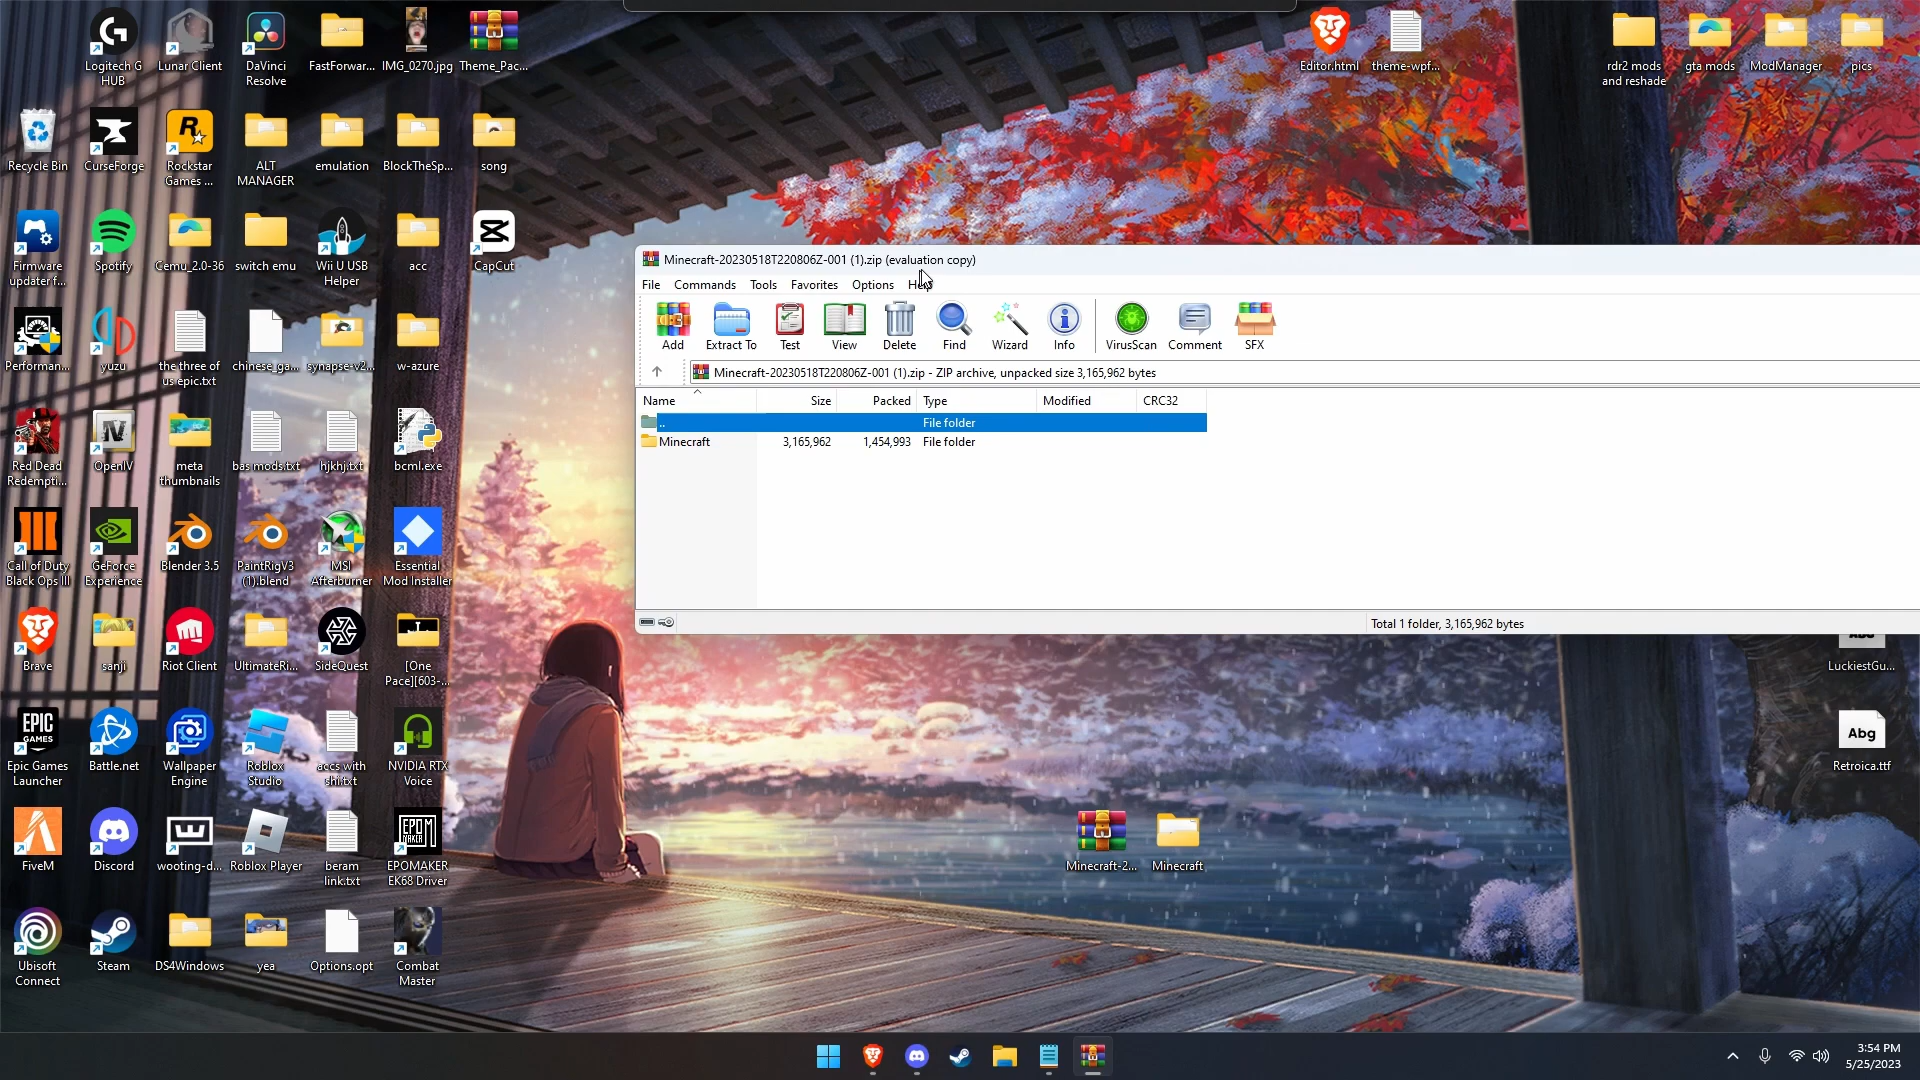 Logitech G
HUB
Lunar Client
DaVinci
Resolve
FastForwar...
IMG_0270.jpg
Theme_Pac...
Editor.html
theme-wpf...
rdr2 mods
and reshade
gta mods
ModManager
pics
Recycle Bin
CurseForge
Rockstar
Games ...
ALT
MANAGER
emulation
BlockTheSp...
song
Firmware
updater f...
Spotify
Cemu_2.0-36
switch emu
Wii U USB
Helper
acc
CapCut
Minecraft-20230518T220806Z-001 (1).zip (evaluation copy)
File Commands Tools Favorites Options
Add Extract To Test View Delete Find Wizard Info VirusScan Comment SFX
Minecraft-20230518T220806Z-001 (1).zip - ZIP archive, unpacked size 3,165,962 bytes
Name Size Packed Type Modified CRC32
.. File folder
Minecraft 3,165,962 1,454,993 File folder
Total 1 folder, 3,165,962 bytes
Performan...
yuzu
the three of
us epic.txt
chinese_ga...
synapse-v2...
w-azure
Red Dead
Redempti...
OpenIV
meta
thumbnails
bas mods.txt
hjkhj.txt
bcml.exe
Call of Duty
Black Ops III
GeForce
Experience
Blender 3.5
PaintRigV3
(1).blend
MSI
Afterburner
Essential
Mod Installer
Brave
sanji
Riot Client
UltimateRi...
SideQuest
[One
Pace][603-...
LuckiestGu...
EPIC
GAMES
Epic Games
Launcher
Battle.net
Wallpaper
Engine
Roblox
Studio
accs with
shi.txt
NVIDIA RTX
Voice
Abg
Retroica.ttf
FiveM
Discord
wooting-d...
Roblox Player
beram
link.txt
EPOMAKER
EK68 Driver
Minecraft-2...
Minecraft
Ubisoft
Connect
Steam
DS4Windows
yea
Options.opt
Combat
Master
3:54 PM
5/25/2023